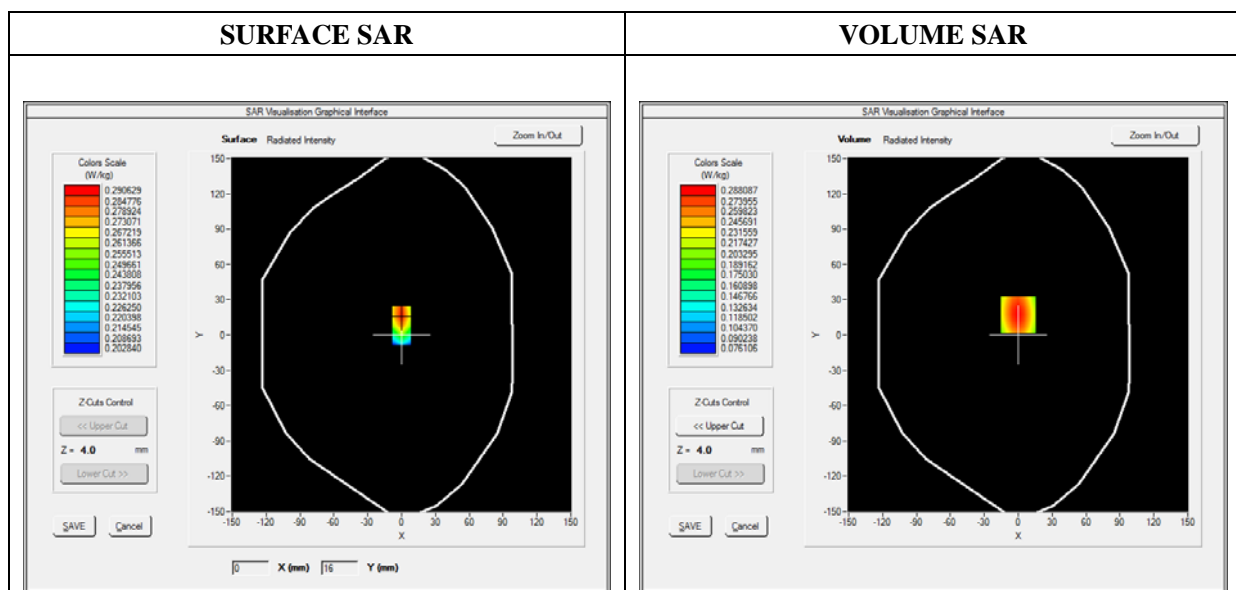 SURFACE SAR
VOLUME SAR
SAR Visualisation Graphical Interface
Surface Radiated Intensity
Zoom In/Out
Colors Scale
(W/kg)
0.290629
0.284776
0.278924
0.273071
0.267219
0.261366
0.255513
0.249661
0.243808
0.237956
0.232103
0.226250
0.220398
0.214545
0.208693
0.202840
150
120
90
60
30
0
-30
-60
-90
-120
-150
Y
-150 -120 -90 -60 -30 0 30 60 90 120 150
X
Z-Cuts Control
<< Upper Cut
Z = 4.0 mm
Lower Cut >>
SAVE Cancel
0 X (mm) 16 Y (mm)
SAR Visualisation Graphical Interface
Volume Radiated Intensity
Zoom In/Out
Colors Scale
(W/kg)
0.288087
0.273955
0.259823
0.245691
0.231559
0.217427
0.203295
0.189162
0.175030
0.160898
0.146766
0.132634
0.118502
0.104370
0.090238
0.076106
150
120
90
60
30
0
-30
-60
-90
-120
-150
Y
-150 -120 -90 -60 -30 0 30 60 90 120 150
X
Z-Cuts Control
<< Upper Cut
Z = 4.0 mm
Lower Cut >>
SAVE Cancel